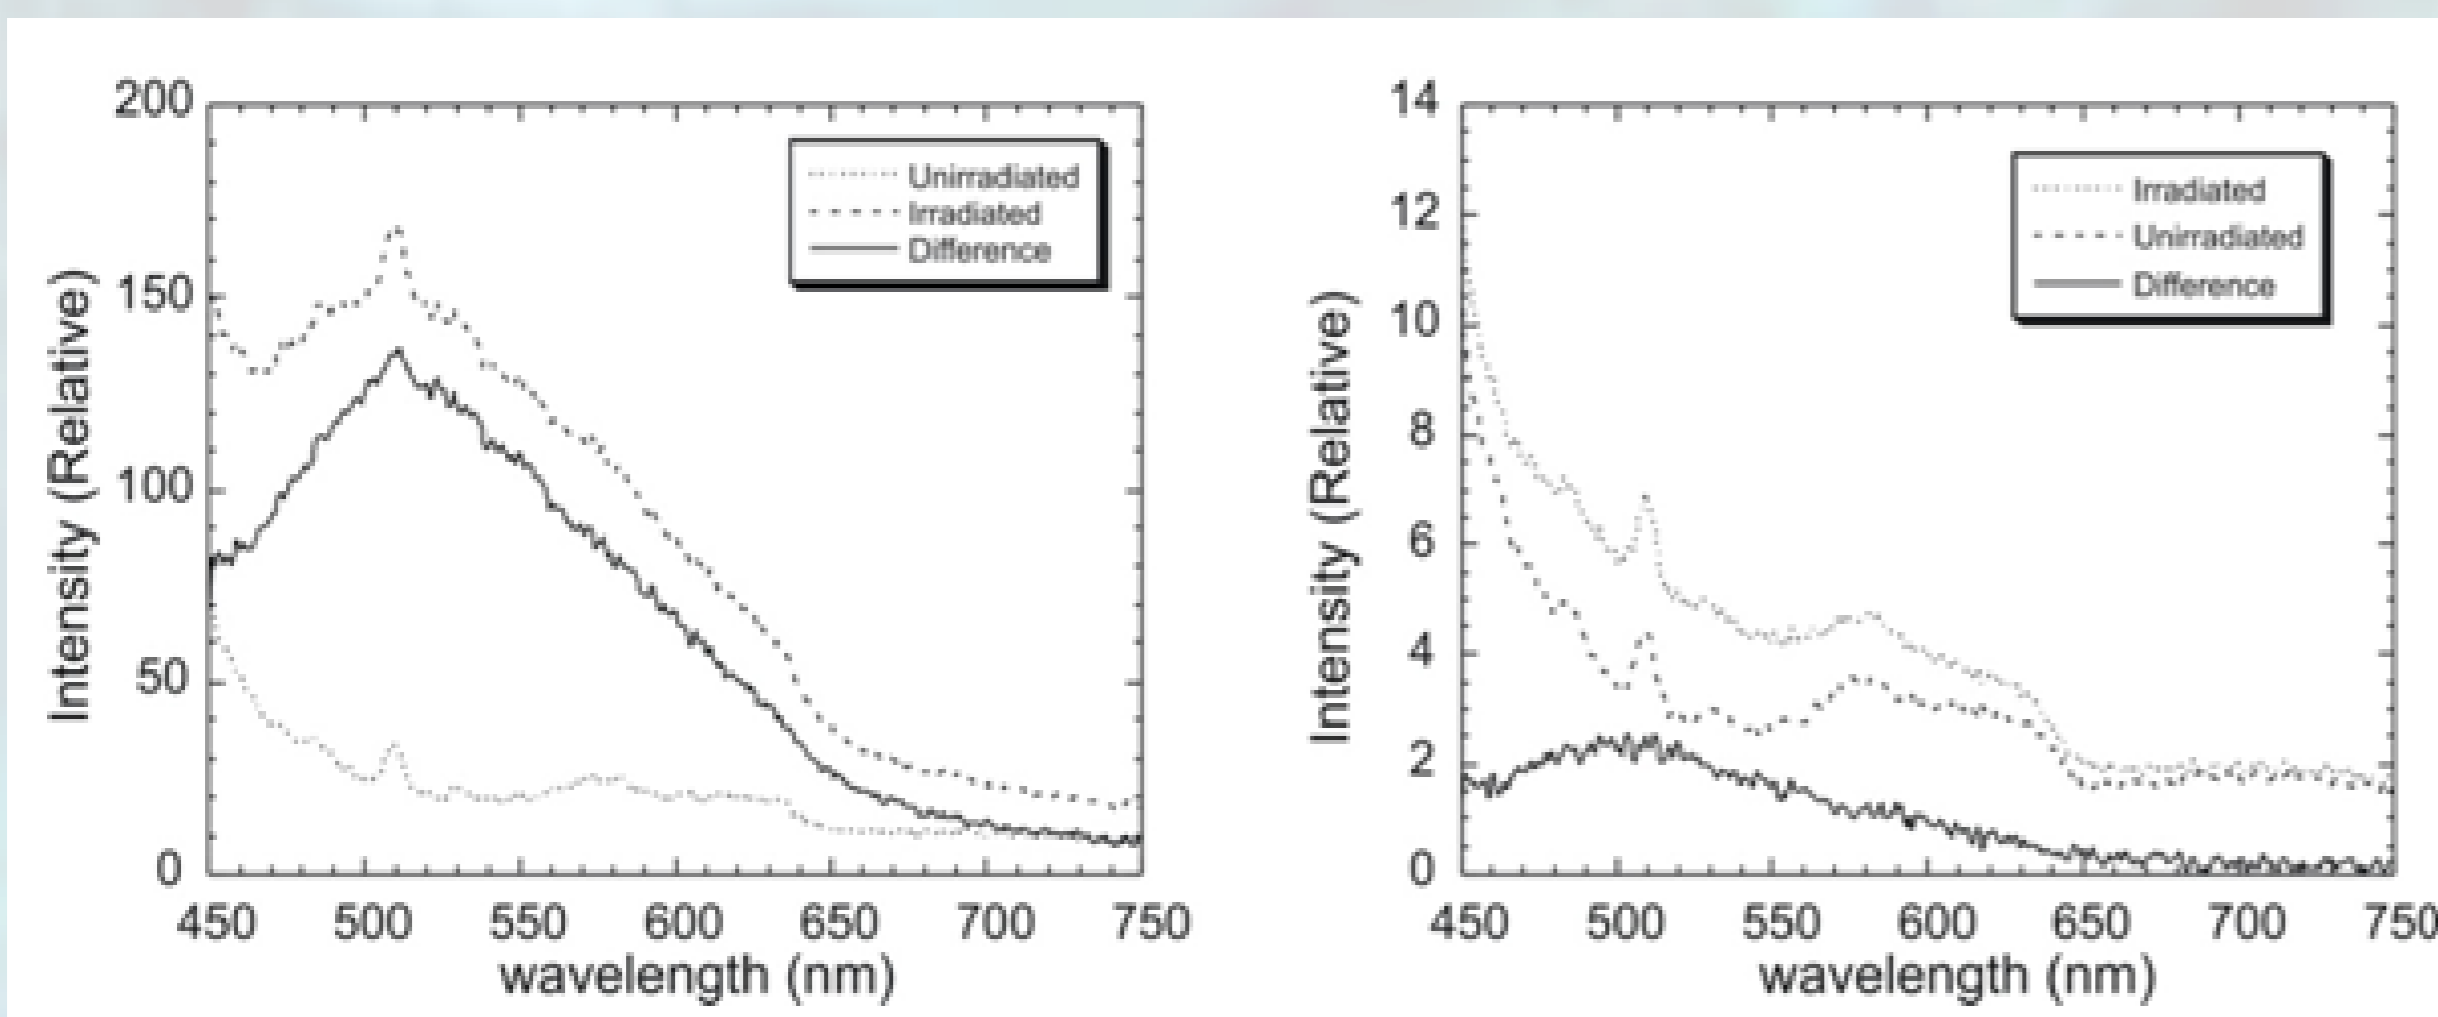 200
150
100
50
0
Intensity (Relative)
Unirradiated
Irradiated
Difference
450 500 550 600 650 700 750
wavelength (nm)
14
12
10
8
6
4
2
0
Intensity (Relative)
Irradiated
Unirradiated
Difference
450 500 550 600 650 700 750
wavelength (nm)